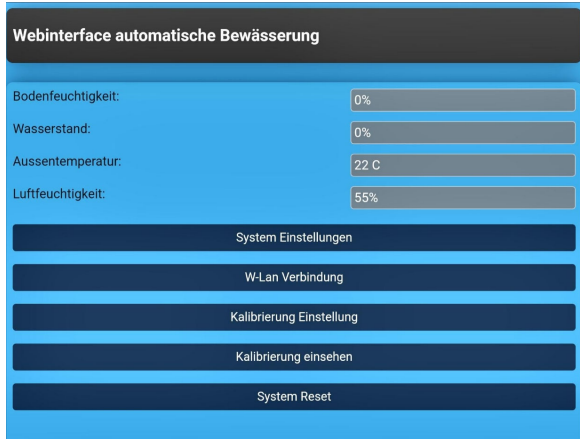 Webinterface automatische Bewässerung
Bodenfeuchtigkeit: 0%
Wasserstand: 0%
Aussentemperatur: 22 C
Luftfeuchtigkeit: 55%
System Einstellungen
W-Lan Verbindung
Kalibrierung Einstellung
Kalibrierung einsehen
System Reset